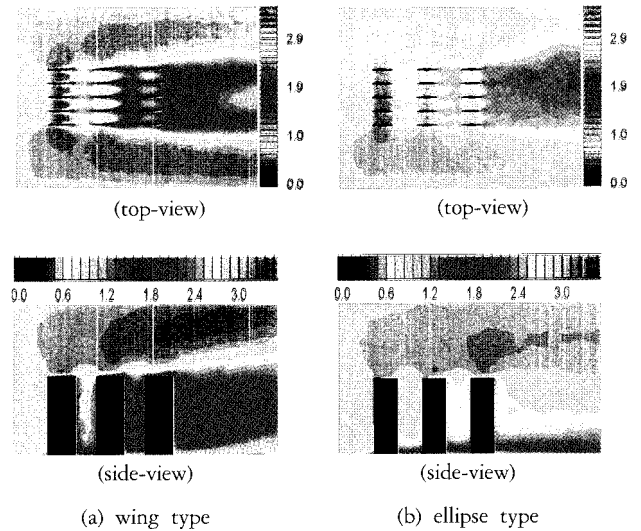 2.9
1.9
1.0
0.0
(top-view)
2.9
1.9
1.0
0.0
(top-view)
0.0 0.6 1.2 1.8 2.4 3.0
(side-view)
0.0 0.6 1.2 1.8 2.4 3.0
(side-view)
(a) wing type
(b) ellipse type